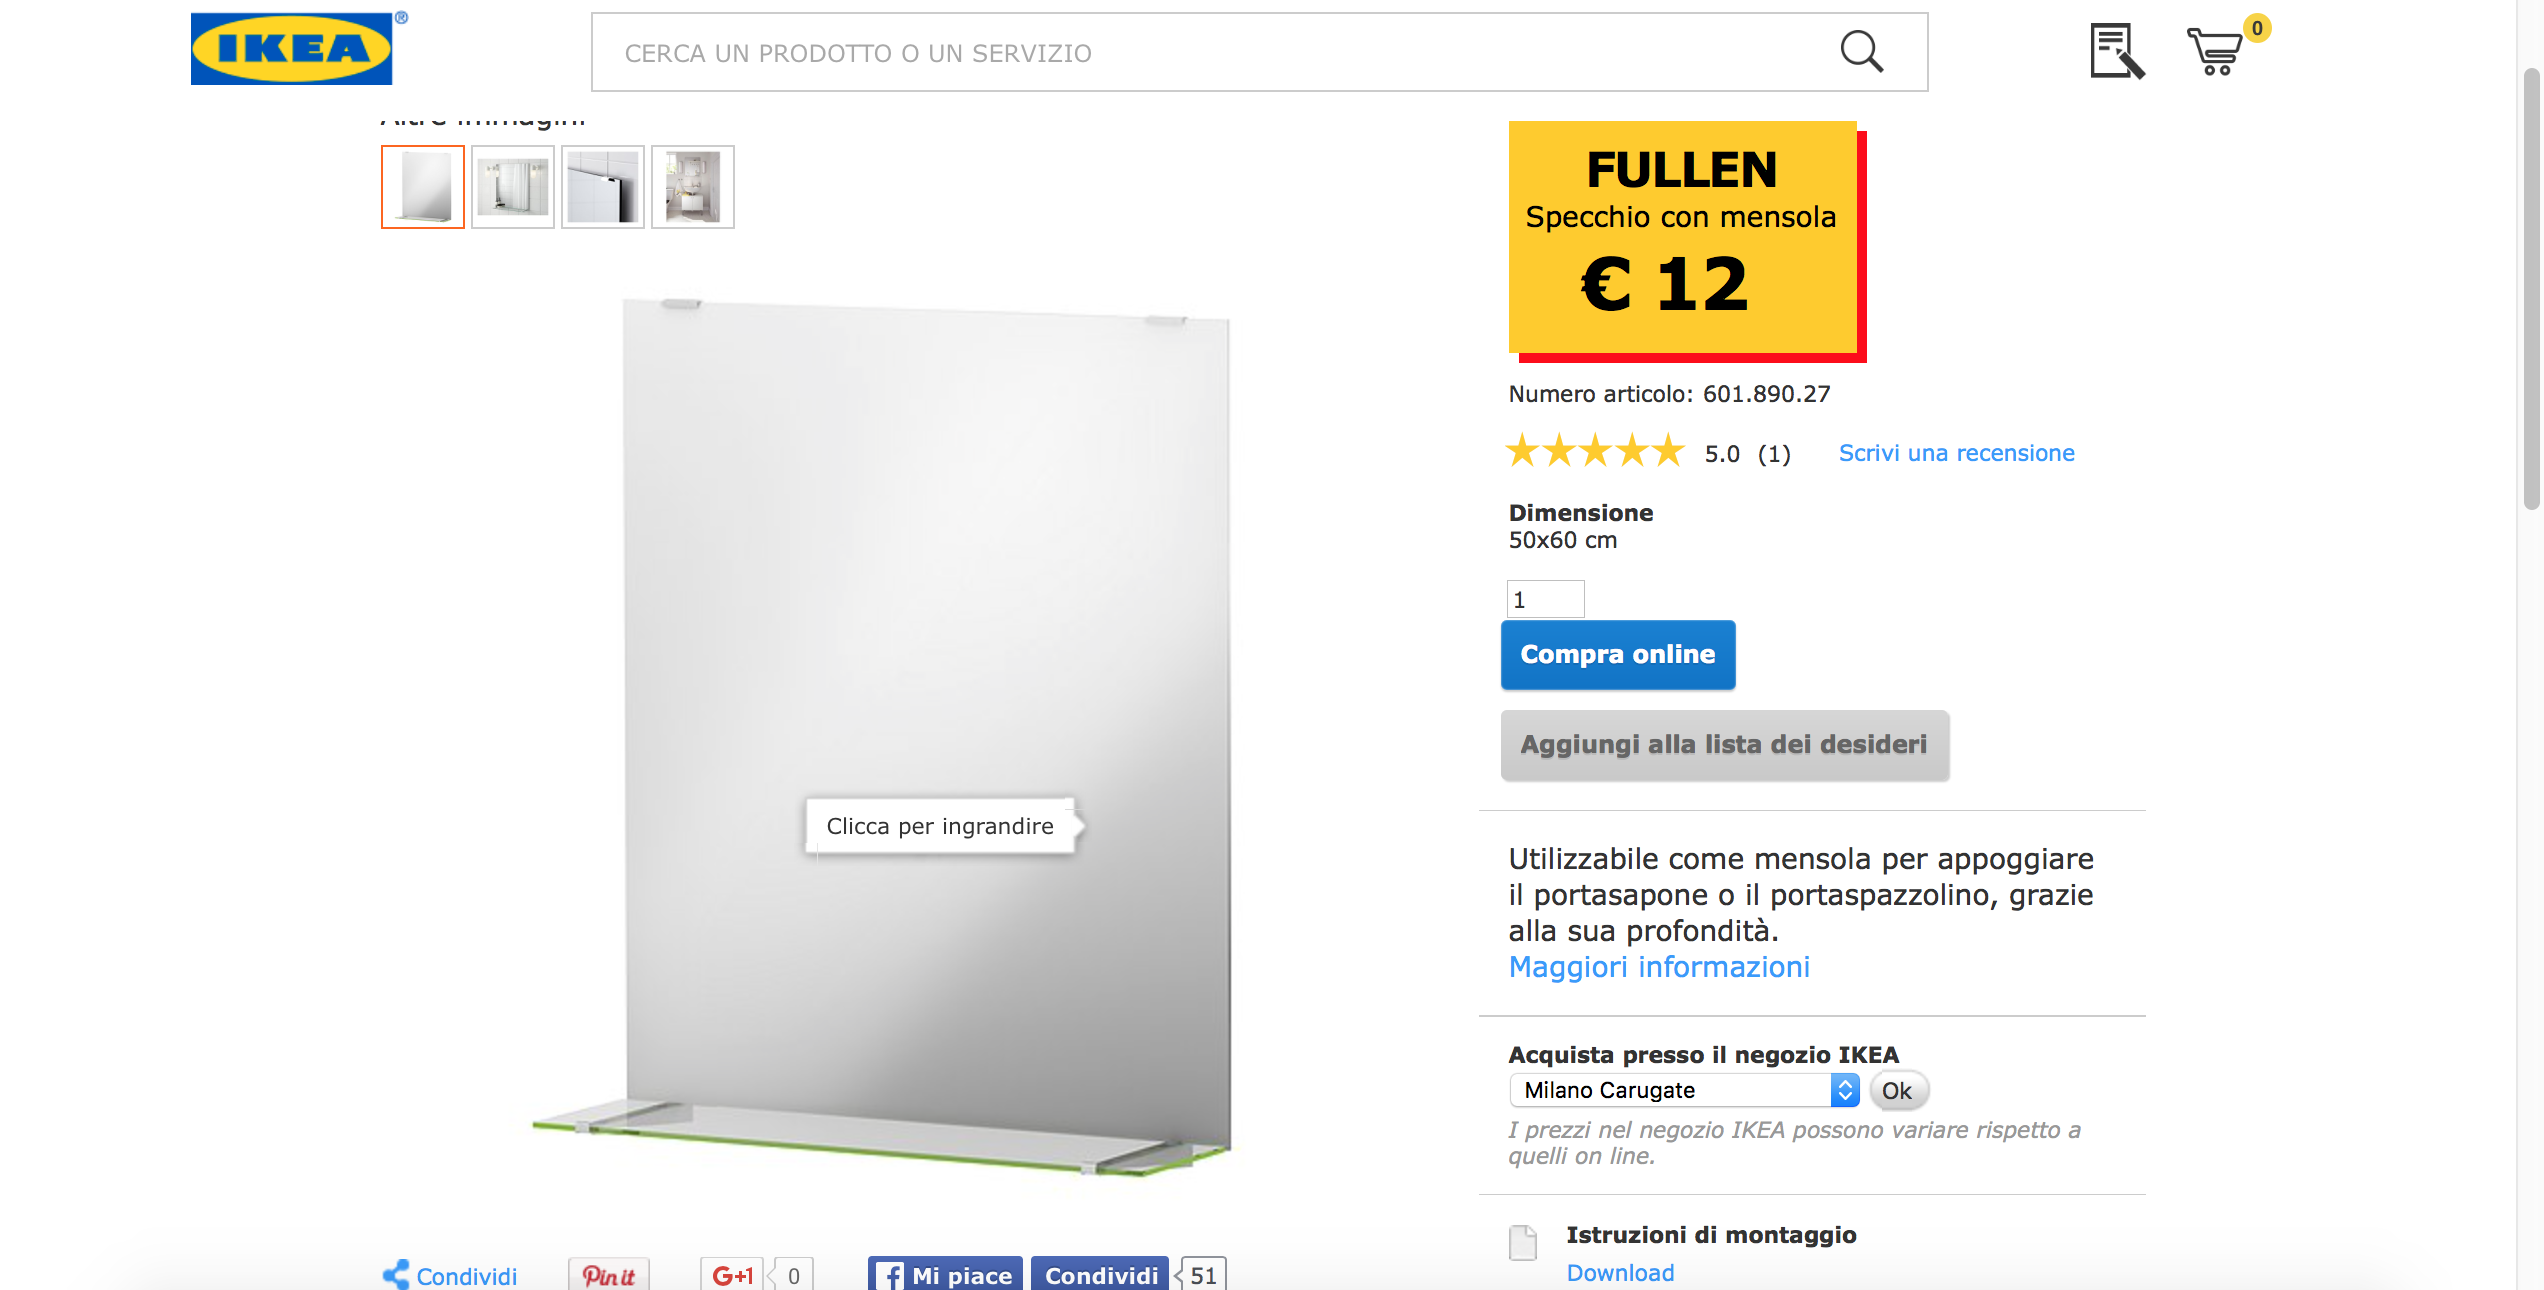 IKEA®
CERCA UN PRODOTTO O UN SERVIZIO
0
Altre immagini
FULLEN
Specchio con mensola
€ 12
Numero articolo: 601.890.27
5.0 (1) Scrivi una recensione
Dimensione
50x60 cm
1
Compra online
Aggiungi alla lista dei desideri
Clicca per ingrandire
Utilizzabile come mensola per appoggiare
il portasapone o il portaspazzolino, grazie
alla sua profondità.
Maggiori informazioni
Acquista presso il negozio IKEA
Milano Carugate Ok
I prezzi nel negozio IKEA possono variare rispetto a
quelli on line.
Istruzioni di montaggio
Download
Condividi Pin it G+1 0 f Mi piace Condividi 51